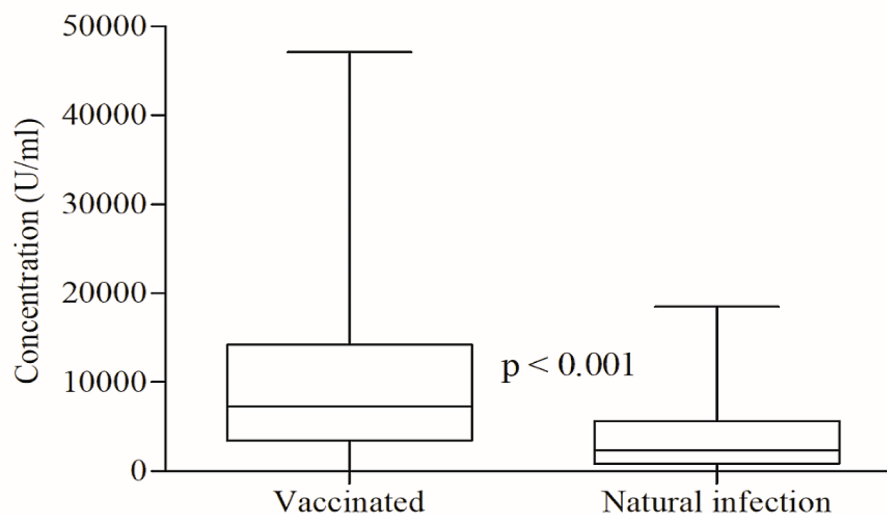 Concentration (U/ml)
50000
40000
30000
20000
10000
0
p < 0.001
Vaccinated
Natural infection